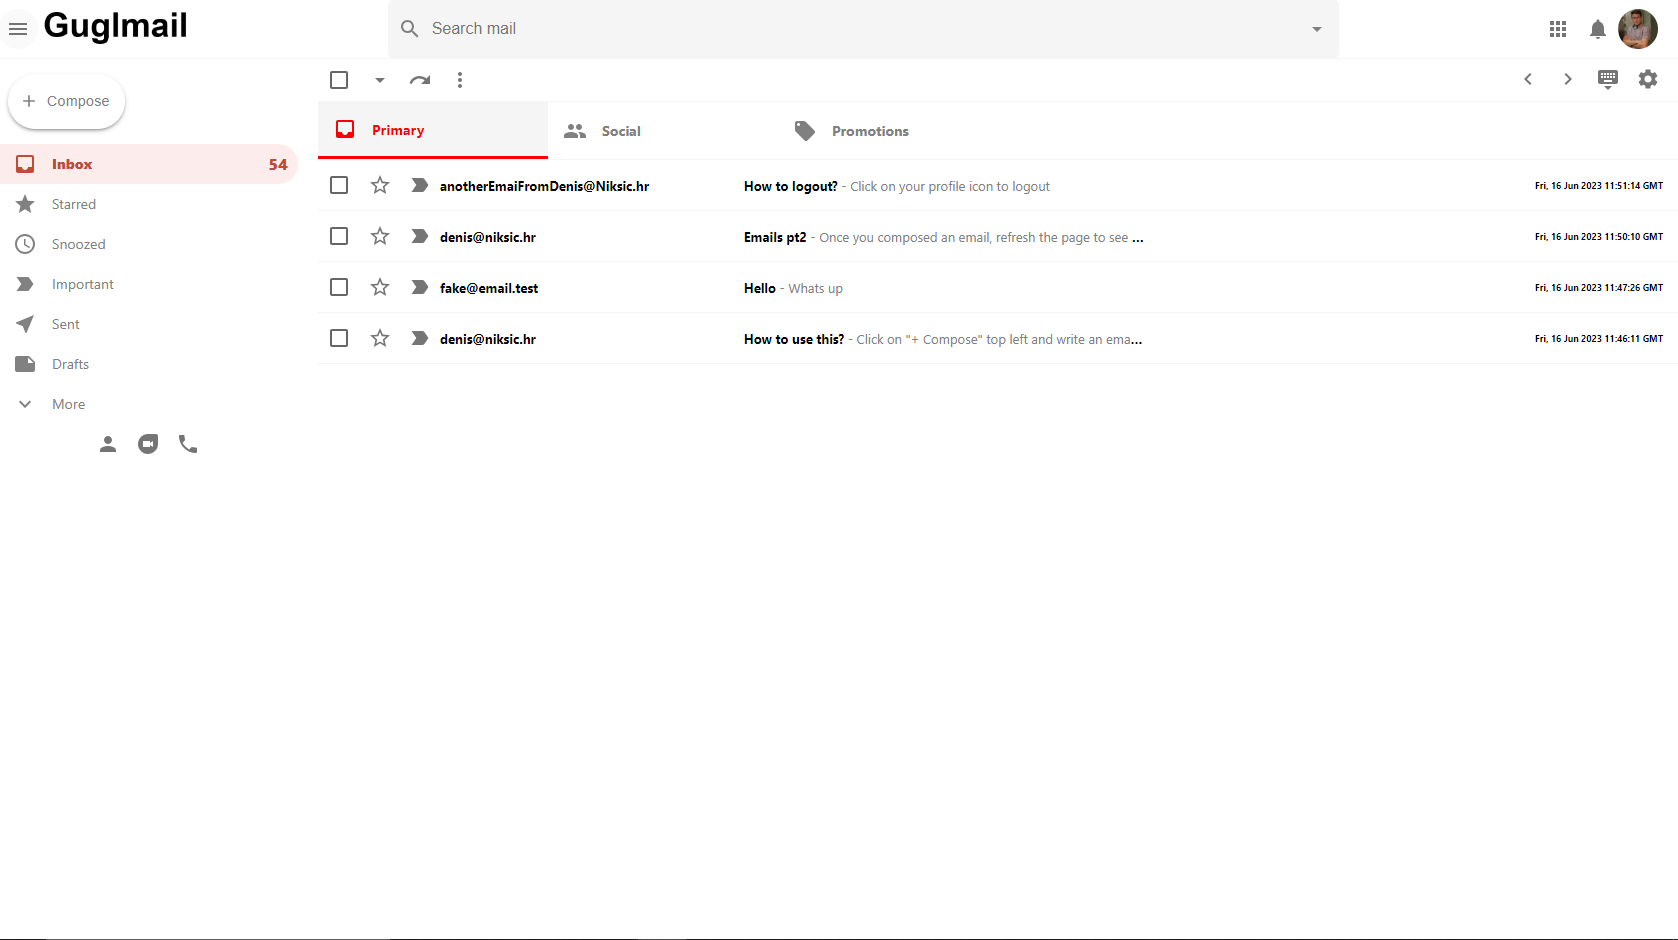 Guglmail
Search mail
Compose
Inbox 54
Starred
Snoozed
Important
Sent
Drafts
More
Primary Social Promotions
anotherEmaiFromDenis@Niksic.hr How to logout? - Click on your profile icon to logout Fri, 16 Jun 2023 11:51:14 GMT
denis@niksic.hr Emails pt2 - Once you composed an email, refresh the page to see ... Fri, 16 Jun 2023 11:50:10 GMT
fake@email.test Hello - Whats up Fri, 16 Jun 2023 11:47:26 GMT
denis@niksic.hr How to use this? - Click on "+ Compose" top left and write an ema... Fri, 16 Jun 2023 11:46:11 GMT